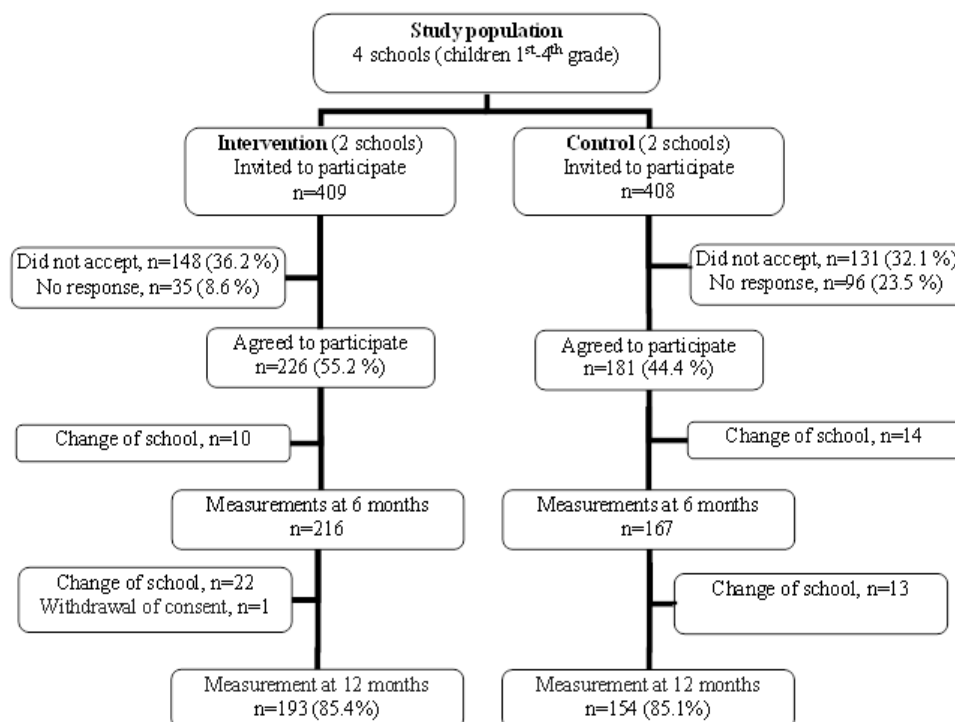 Study population
4 schools (children 1st-4th grade)
Intervention (2 schools)
Invited to participate
n=409
Control (2 schools)
Invited to participate
n=408
Did not accept, n=148 (36.2 %)
No response, n=35 (8.6 %)
Did not accept, n=131 (32.1 %)
No response, n=96 (23.5 %)
Agreed to participate
n=226 (55.2 %)
Agreed to participate
n=181 (44.4 %)
Change of school, n=10
Change of school, n=14
Measurements at 6 months
n=216
Measurements at 6 months
n=167
Change of school, n=22
Withdrawal of consent, n=1
Change of school, n=13
Measurement at 12 months
n=193 (85.4%)
Measurement at 12 months
n=154 (85.1%)